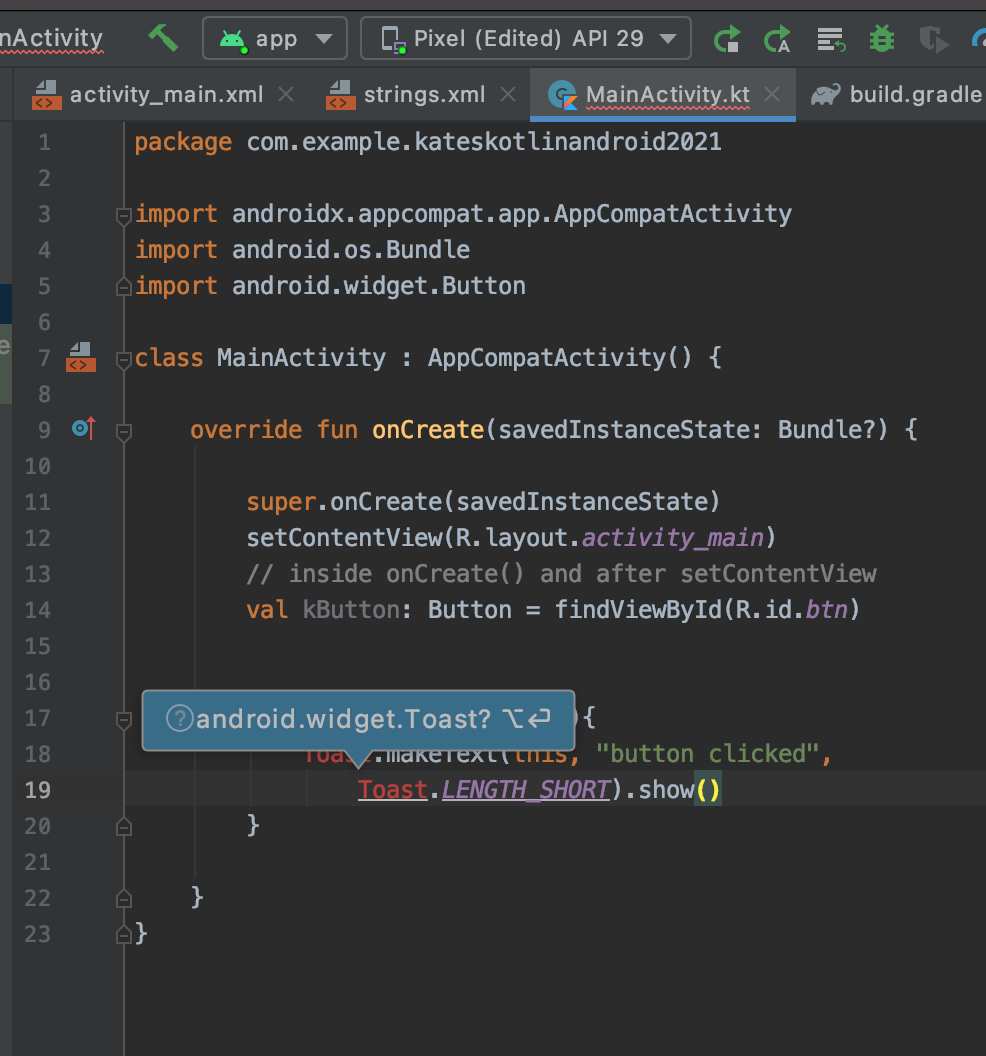 nActivity
app
Pixel (Edited) API 29
activity_main.xml
strings.xml
MainActivity.kt
build.gradle
1 package com.example.kateskotlinandroid2021
2
3 import androidx.appcompat.app.AppCompatActivity
4 import android.os.Bundle
5 import android.widget.Button
6
7 class MainActivity : AppCompatActivity() {
8
9 override fun onCreate(savedInstanceState: Bundle?) {
10
11 super.onCreate(savedInstanceState)
12 setContentView(R.layout.activity_main)
13 // inside onCreate() and after setContentView
14 val kButton: Button = findViewById(R.id.btn)
15
16
17 ? android.widget.Toast? ⌥↩ {
18 Toast.makeText(this, "button clicked",
19 Toast.LENGTH_SHORT).show()
20 }
21
22 }
23 }